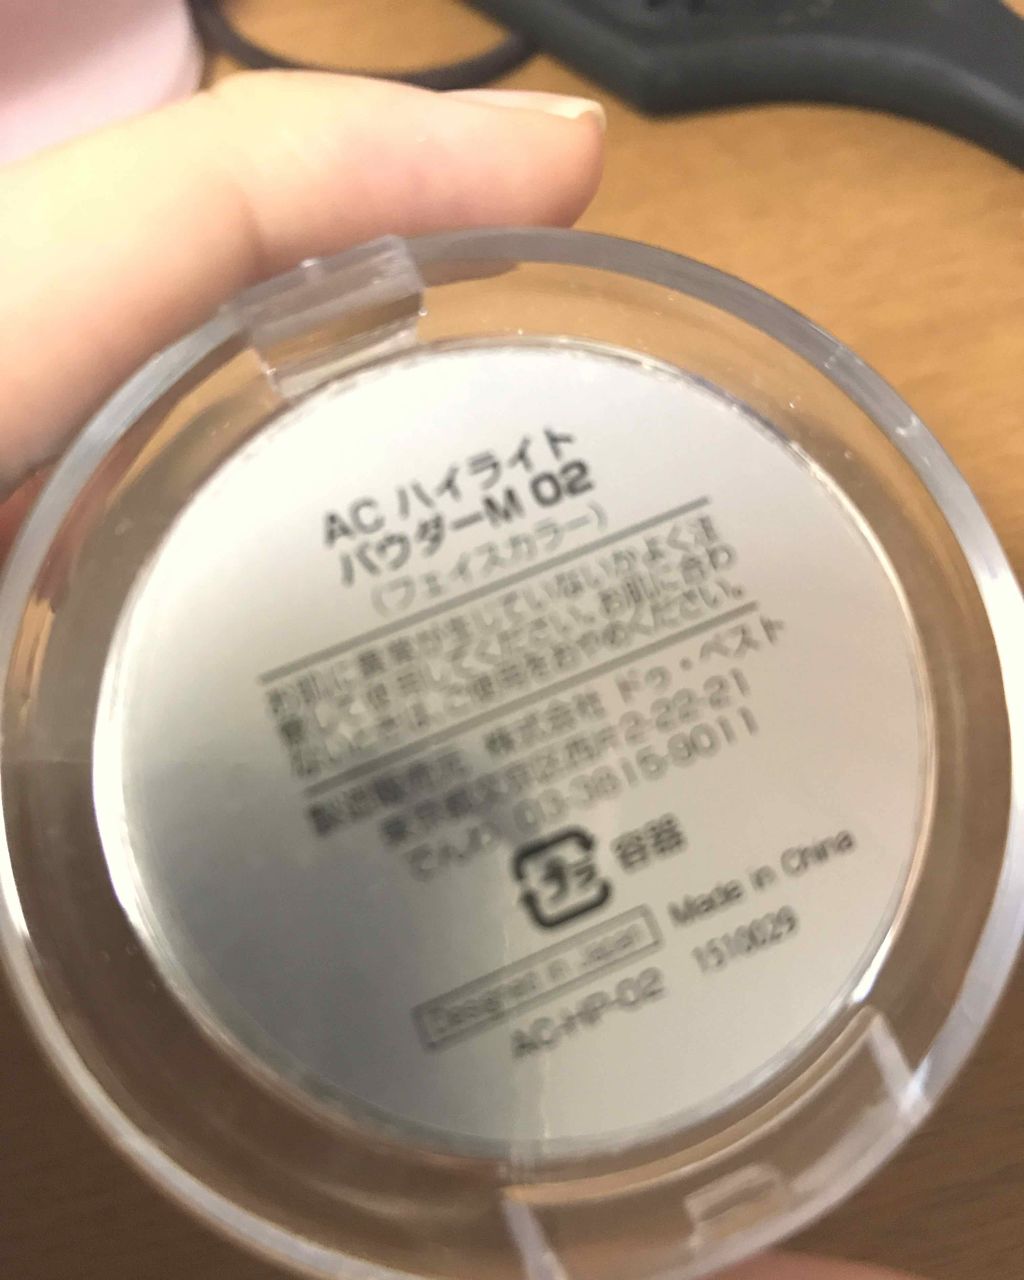 AC ハイライト
パウダーM 02
(フェイスカラー)
お肌に異常が生じていないかよく注
意して使用してください。お肌に合わ
ないときは、ご使用をおやめください。
製造販売元 株式会社 ドゥ・ベスト
東京都文京区西片2-22-21
でんわ 03-3815-9011
プラ 容器
Designed in Japan Made in China
AC-HP-02 1510029